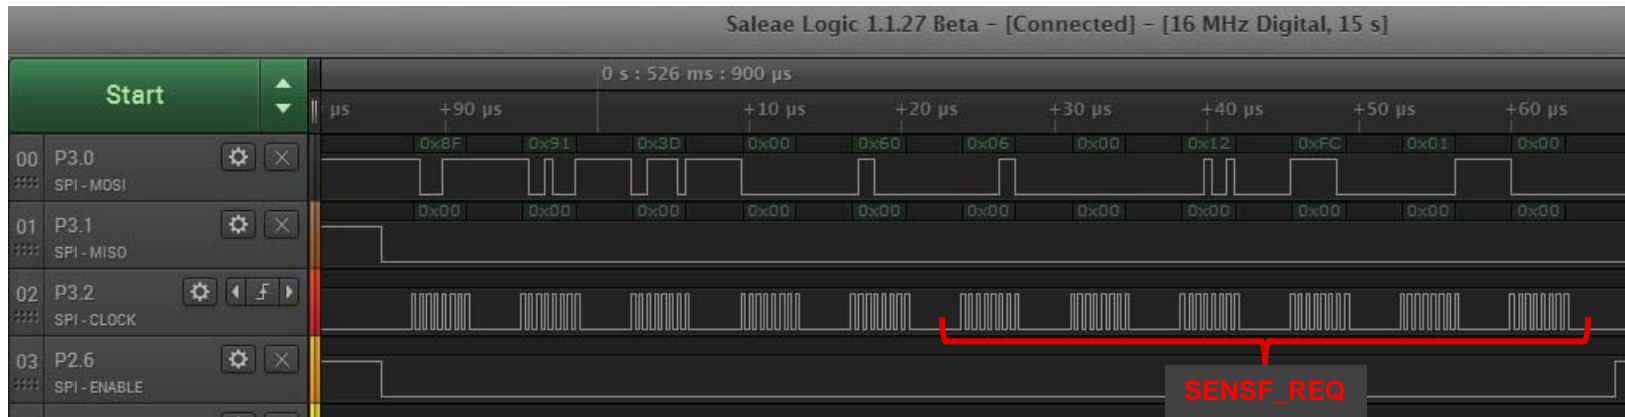 Saleae Logic 1.1.27 Beta - [Connected] - [16 MHz Digital, 15 s]
Start
0 s : 526 ms : 900 µs
µs +90 µs +10 µs +20 µs +30 µs +40 µs +50 µs +60 µs
00 P3.0
SPI - MOSI
0x8F 0x91 0x3D 0x00 0x60 0x06 0x00 0x12 0xFC 0x01 0x00
01 P3.1
SPI - MISO
0x00 0x00 0x00 0x00 0x00 0x00 0x00 0x00 0x00 0x00 0x00
02 P3.2
SPI - CLOCK
03 P2.6
SPI - ENABLE
SENSF_REQ